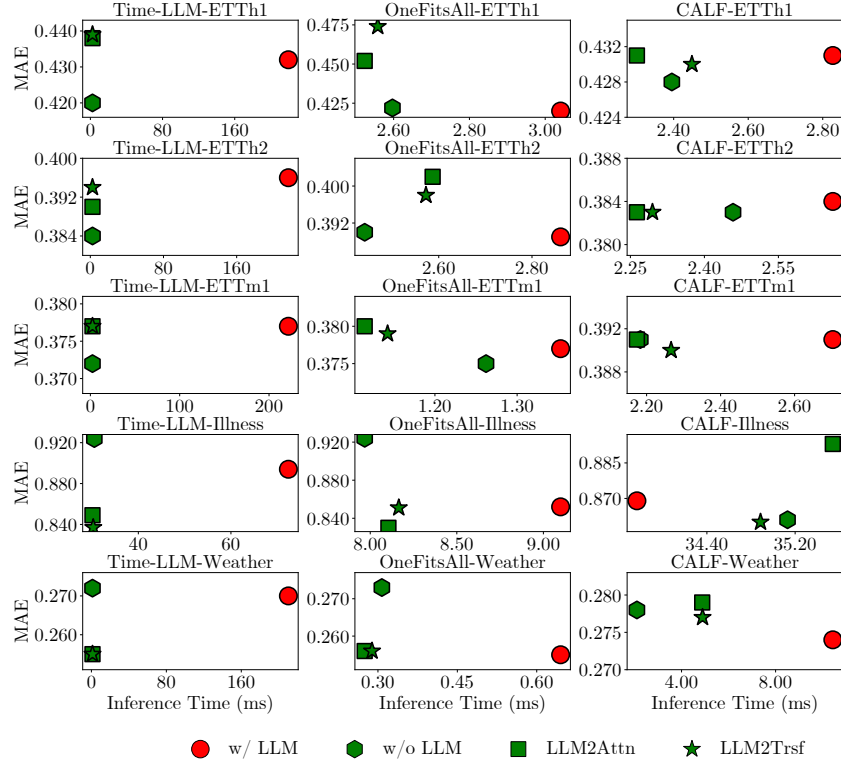 Time-LLM-ETTh1 OneFitsAll-ETTh1 CALF-ETTh1
MAE
0.440
0.430
0.420
0 80 160
0.475
0.450
0.425
2.60 2.80 3.00
0.432
0.428
0.424
2.40 2.60 2.80
Time-LLM-ETTh2 OneFitsAll-ETTh2 CALF-ETTh2
MAE
0.400
0.392
0.384
0 80 160
0.400
0.392
2.60 2.80
0.388
0.384
0.380
2.25 2.40 2.55
Time-LLM-ETTm1 OneFitsAll-ETTm1 CALF-ETTm1
MAE
0.380
0.375
0.370
0 100 200
0.380
0.375
1.20 1.30
0.392
0.388
2.20 2.40 2.60
Time-LLM-Illness OneFitsAll-Illness CALF-Illness
MAE
0.920
0.880
0.840
40 60
0.920
0.880
0.840
8.00 8.50 9.00
0.885
0.870
34.40 35.20
Time-LLM-Weather OneFitsAll-Weather CALF-Weather
MAE
0.270
0.260
0 160
0.270
0.260
0.30 0.45 0.60
0.280
0.275
0.270
4.00 8.00
Inference Time (ms) Inference Time (ms) Inference Time (ms)
w/ LLM w/o LLM LLM2Attn LLM2Trsf